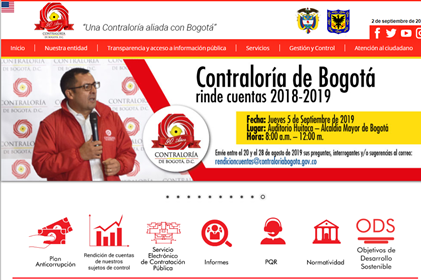 CONTRALORÍA
DE BOGOTÁ, D.C.
"Una Contraloría aliada con Bogotá"
2 de septiembre de 20
Inicio
Nuestra entidad
Transparencia y acceso a información pública
Servicios
Gestión y Control
Atención al ciudadano
Contraloría de Bogotá
rinde cuentas 2018-2019
Fecha: Jueves 5 de Septiembre de 2019
Lugar: Auditorio Huitaca – Alcaldía Mayor de Bogotá
Hora: 8:00 a.m. – 12:00 m.
Envíe entre el 20 y el 28 de agosto de 2019 sus preguntas, interrogantes y/o sugerencias al correo:
rendicioncuentas@contraloriabogota.gov.co
CONTRALORÍA
DE BOGOTÁ, D.C.
Plan
Anticorrupción
Rendición de cuentas
de nuestros
sujetos de control
Servicio
Electrónico
de Contratación
Pública
Informes
PQR
Normatividad
ODS
Objetivos de
Desarrollo
Sostenible